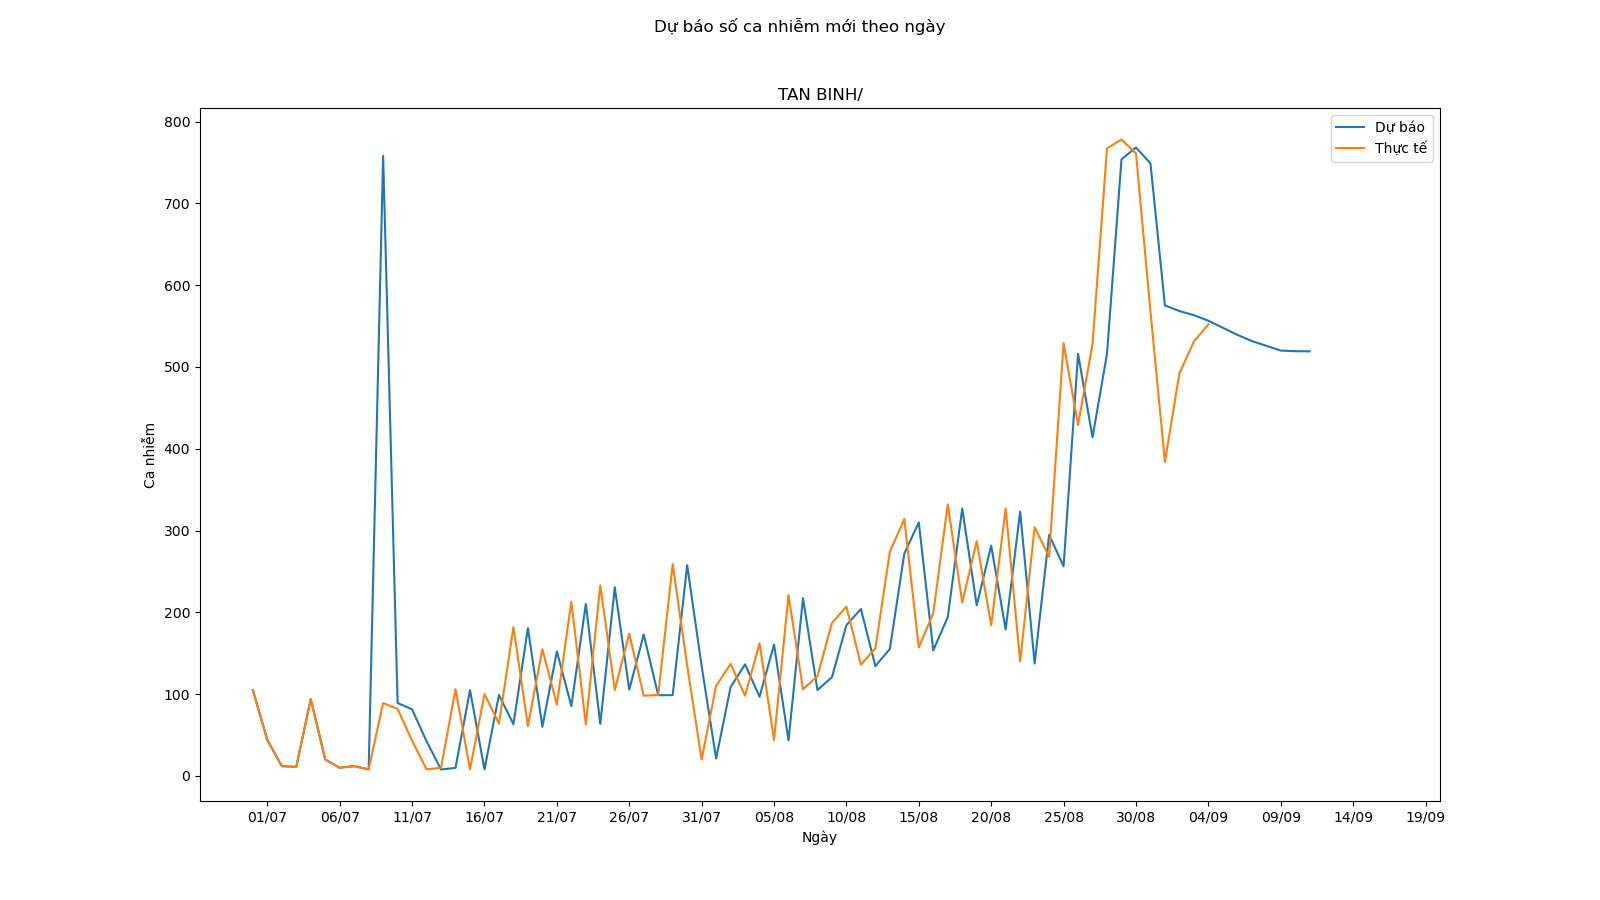 Dự báo số ca nhiễm mới theo ngày
TAN BINH/
Dự báo
Thực tế
800
700
600
500
400
300
200
100
0
Ca nhiễm
01/07 06/07 11/07 16/07 21/07 26/07 31/07 05/08 10/08 15/08 20/08 25/08 30/08 04/09 09/09 14/09 19/09
Ngày